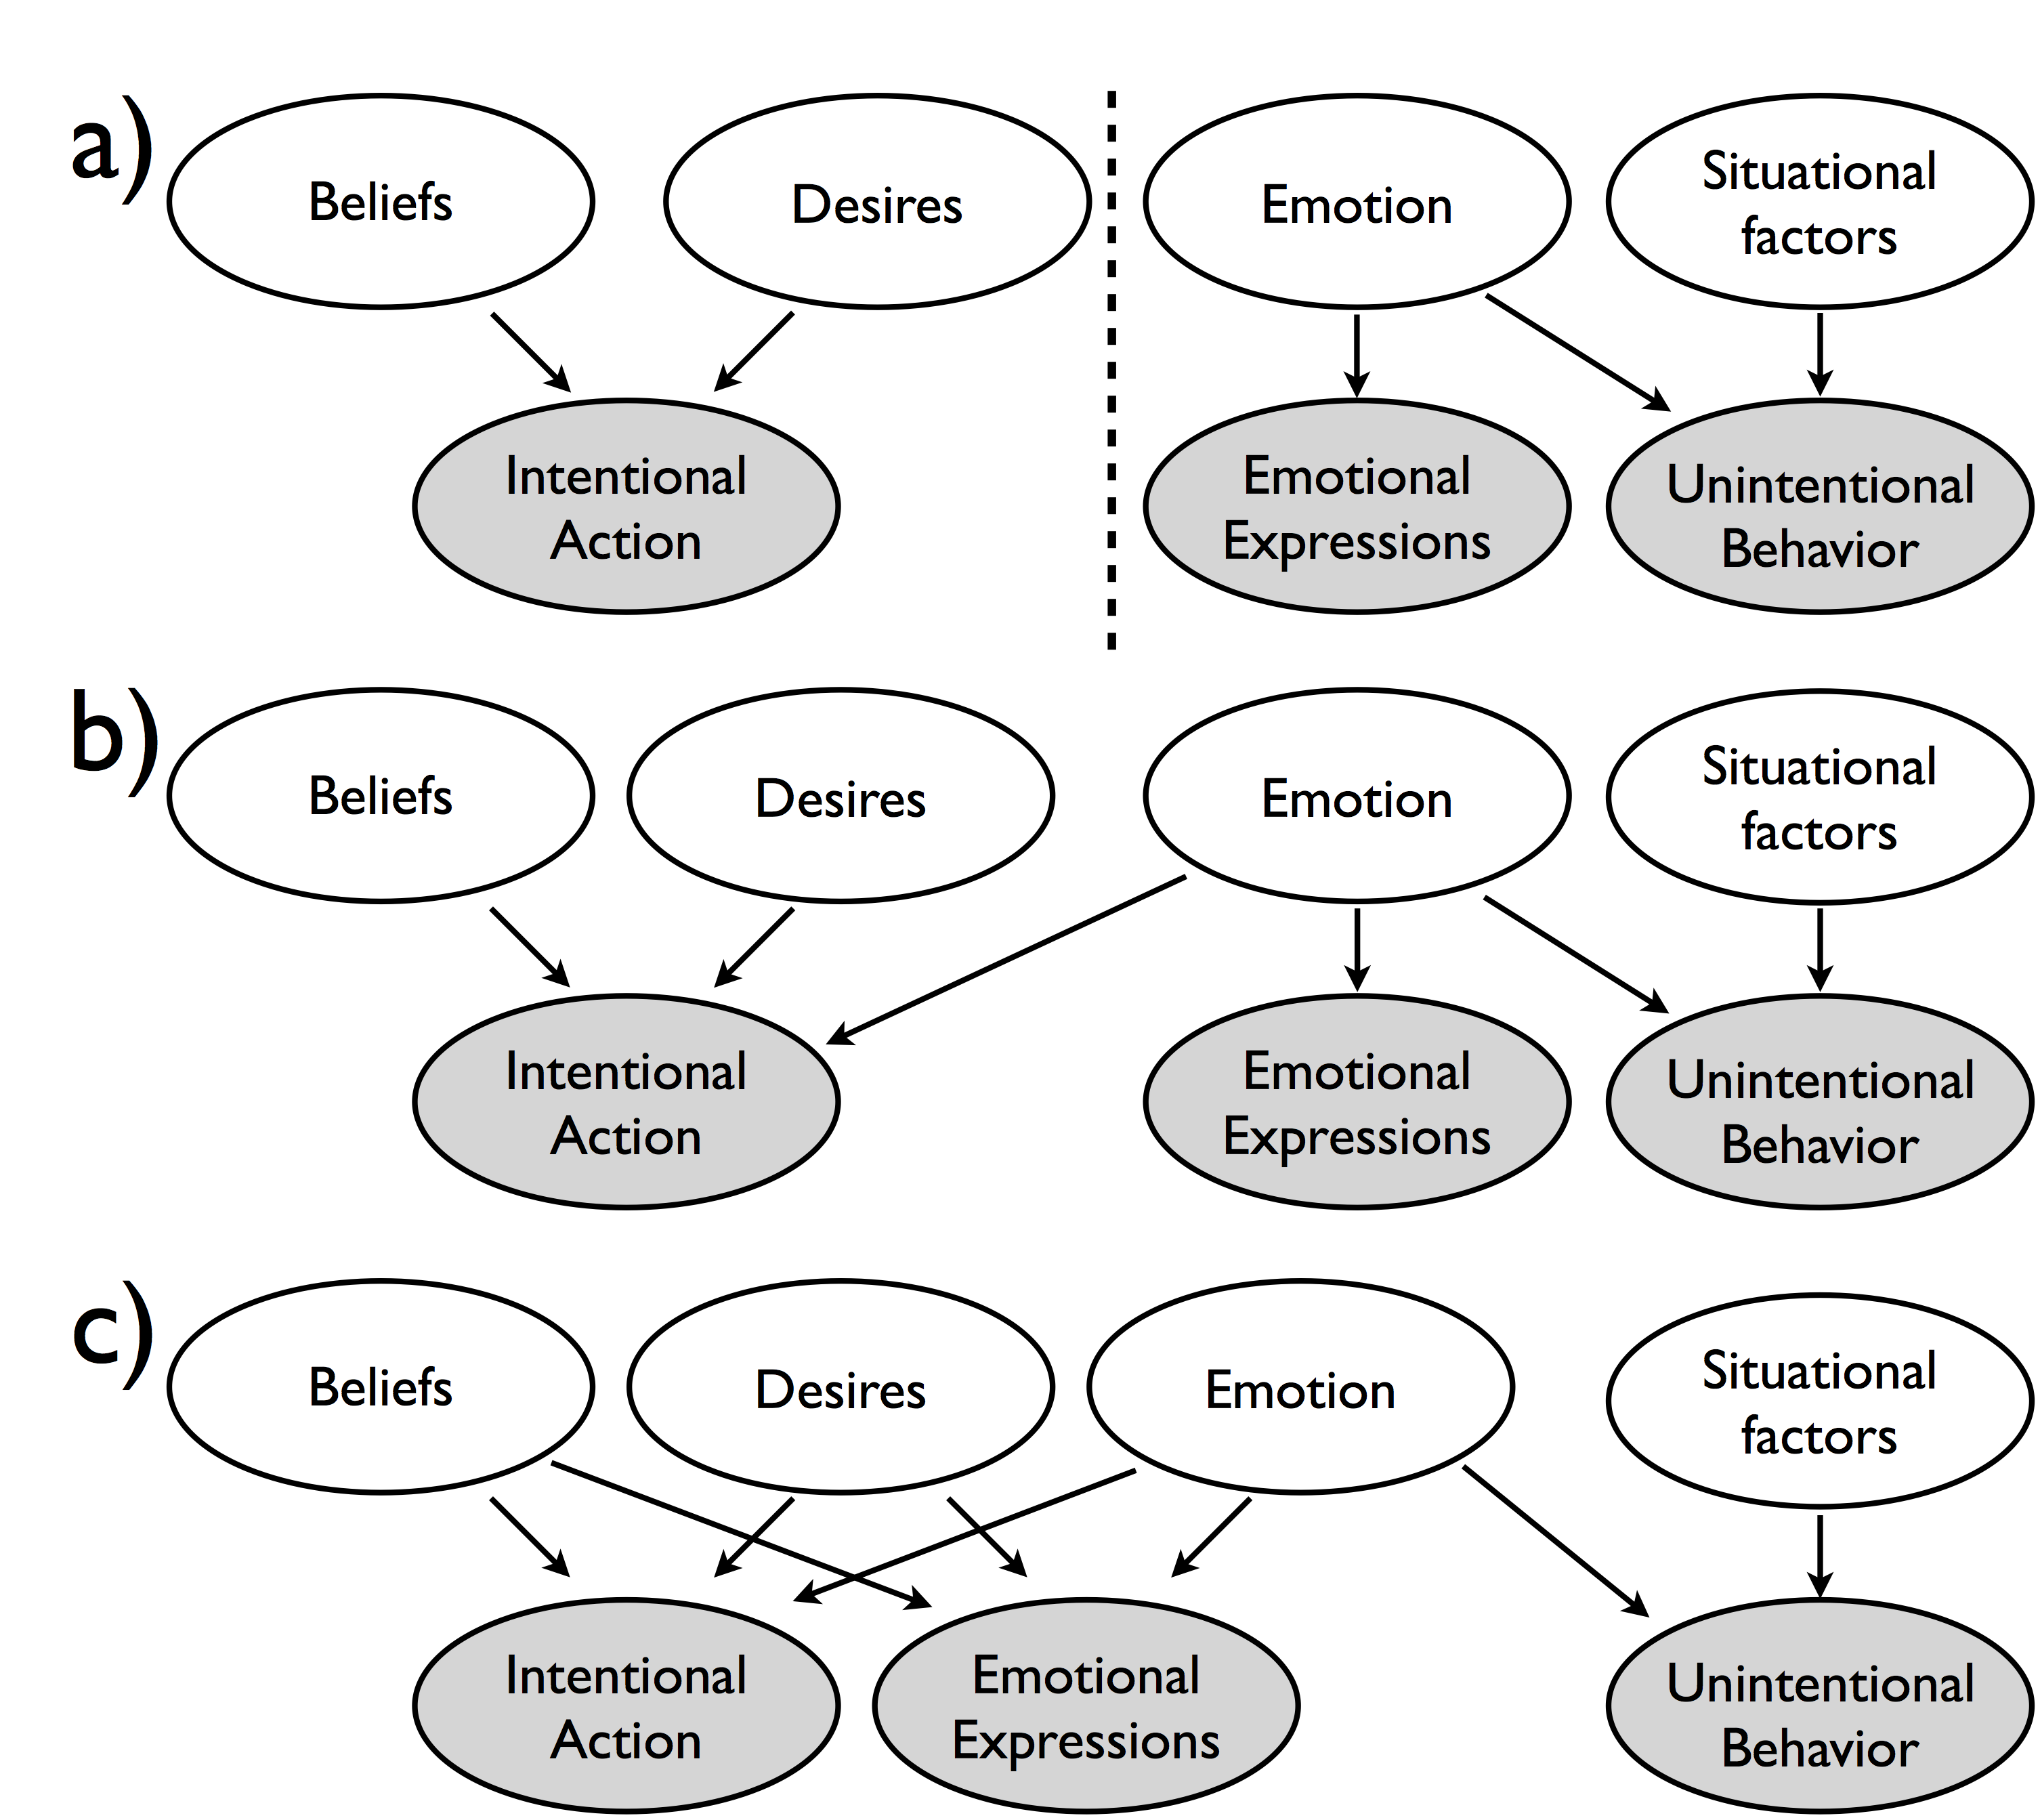 a)
Beliefs
Desires
Emotion
Situational
factors
Intentional
Action
Emotional
Expressions
Unintentional
Behavior
b)
Beliefs
Desires
Emotion
Situational
factors
Intentional
Action
Emotional
Expressions
Unintentional
Behavior
c)
Beliefs
Desires
Emotion
Situational
factors
Intentional
Action
Emotional
Expressions
Unintentional
Behavior